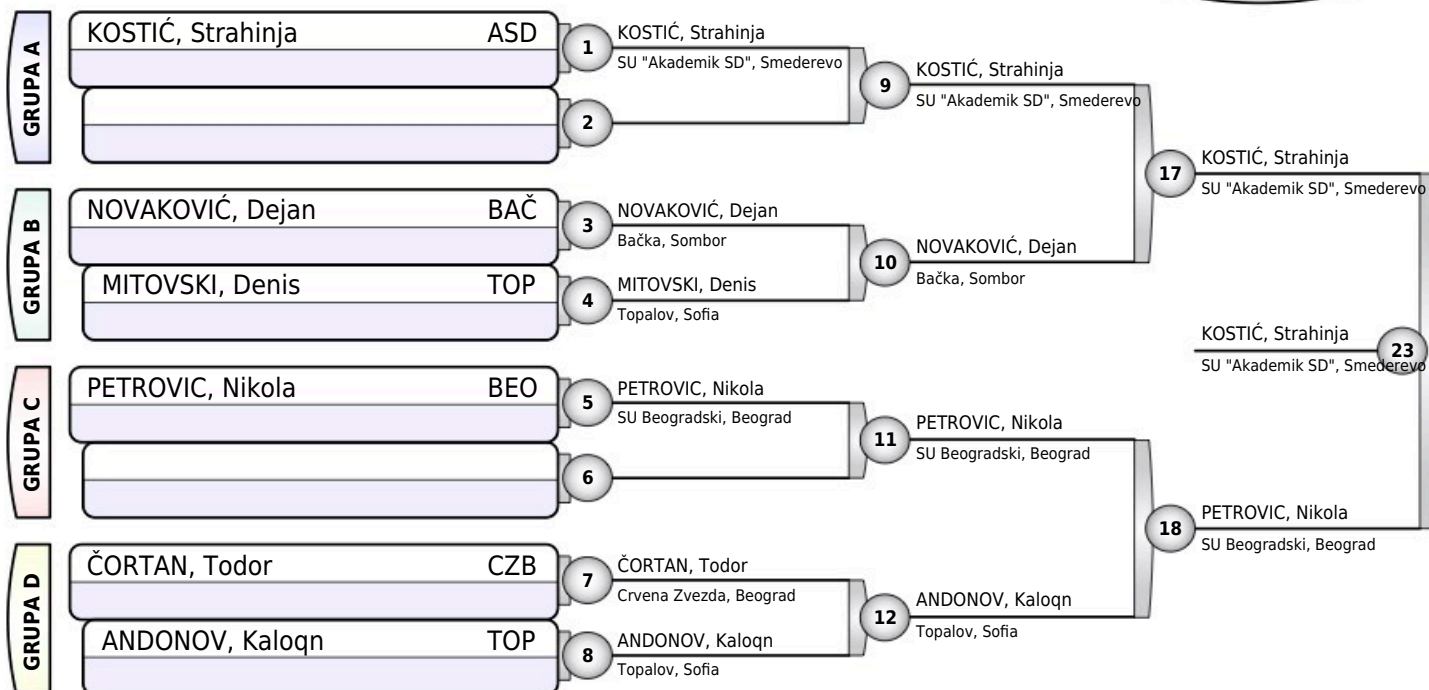 GRUPA A
KOSTIĆ, Strahinja ASD
1
KOSTIĆ, Strahinja
SU "Akademik SD", Smederevo
2
9
KOSTIĆ, Strahinja
SU "Akademik SD", Smederevo
GRUPA B
NOVAKOVIĆ, Dejan BAČ
3
NOVAKOVIĆ, Dejan
Bačka, Sombor
MITOVSKI, Denis TOP
4
MITOVSKI, Denis
Topalov, Sofia
10
NOVAKOVIĆ, Dejan
Bačka, Sombor
17
KOSTIĆ, Strahinja
SU "Akademik SD", Smederevo
GRUPA C
PETROVIC, Nikola BEO
5
PETROVIC, Nikola
SU Beogradski, Beograd
6
11
PETROVIC, Nikola
SU Beogradski, Beograd
GRUPA D
ČORTAN, Todor CZB
7
ČORTAN, Todor
Crvena Zvezda, Beograd
ANDONOV, Kaloqn TOP
8
ANDONOV, Kaloqn
Topalov, Sofia
12
ANDONOV, Kaloqn
Topalov, Sofia
18
PETROVIC, Nikola
SU Beogradski, Beograd
KOSTIĆ, Strahinja
SU "Akademik SD", Smederevo
23